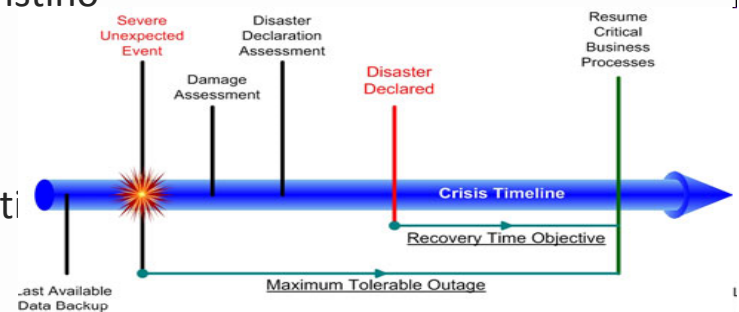 Severe
Unexpected
Event
Disaster
Declaration
Assessment
Resume
Critical
Business
Processes
Damage
Assessment
Disaster
Declared
Crisis Timeline
Recovery Time Objective
Maximum Tolerable Outage
Last Available
Data Backup